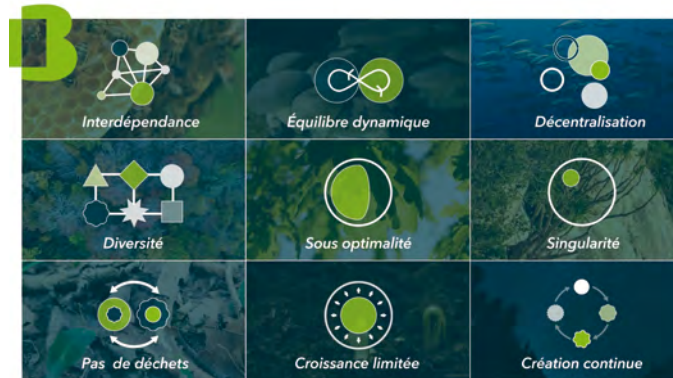 B
Interdépendance
Équilibre dynamique
Décentralisation
Diversité
Sous optimalité
Singularité
Pas de déchets
Croissance limitée
Création continue